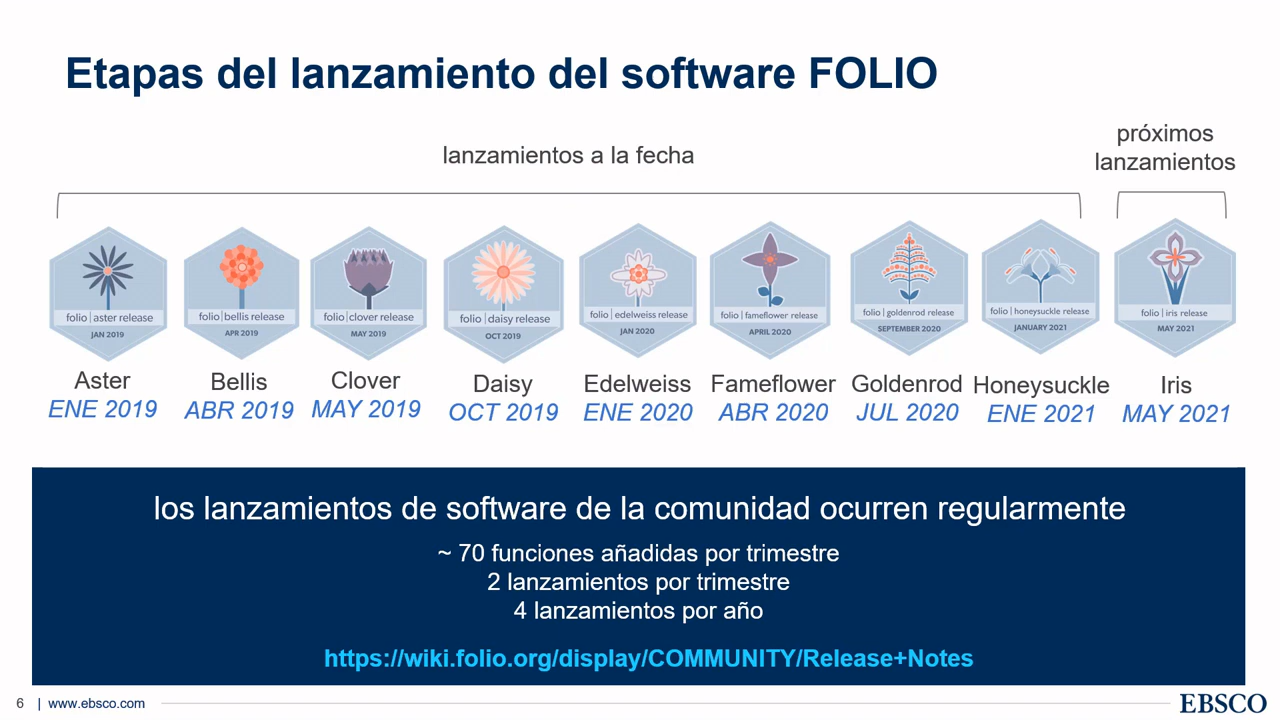 Etapas del lanzamiento del software FOLIO
lanzamientos a la fecha
próximos
lanzamientos
folio | aster release
JAN 2019
folio | bellis release
APR 2019
folio | clover release
MAY 2019
folio | daisy release
OCT 2019
folio | edelweiss release
JAN 2020
folio | fameflower release
APRIL 2020
folio | goldenrod release
SEPTEMBER 2020
folio | honeysuckle release
JANUARY 2021
folio | iris release
MAY 2021
Aster
ENE 2019
Bellis
ABR 2019
Clover
MAY 2019
Daisy
OCT 2019
Edelweiss
ENE 2020
Fameflower
ABR 2020
Goldenrod
JUL 2020
Honeysuckle
ENE 2021
Iris
MAY 2021
los lanzamientos de software de la comunidad ocurren regularmente
~ 70 funciones añadidas por trimestre
2 lanzamientos por trimestre
4 lanzamientos por año
https://wiki.folio.org/display/COMMUNITY/Release+Notes
6 | www.ebsco.com
EBSCO